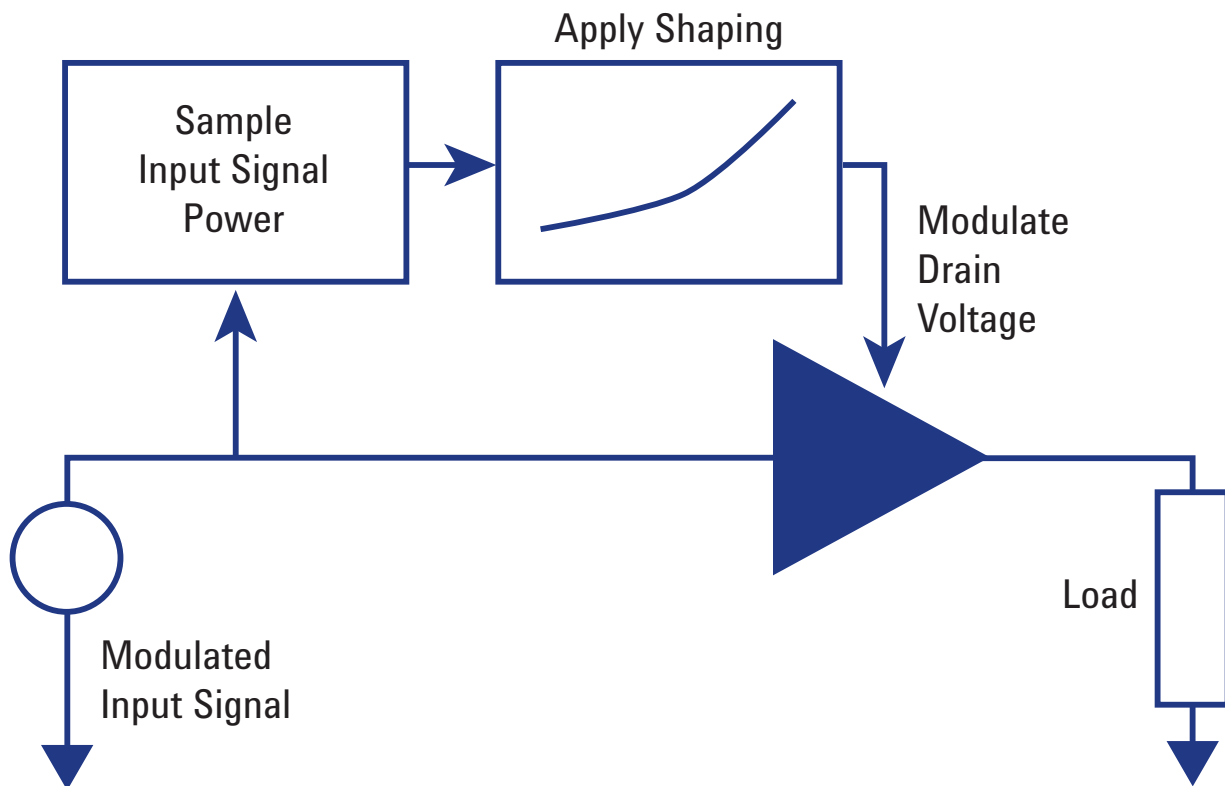 Apply Shaping
Sample
Input Signal
Power
Modulate
Drain
Voltage
Load
Modulated
Input Signal